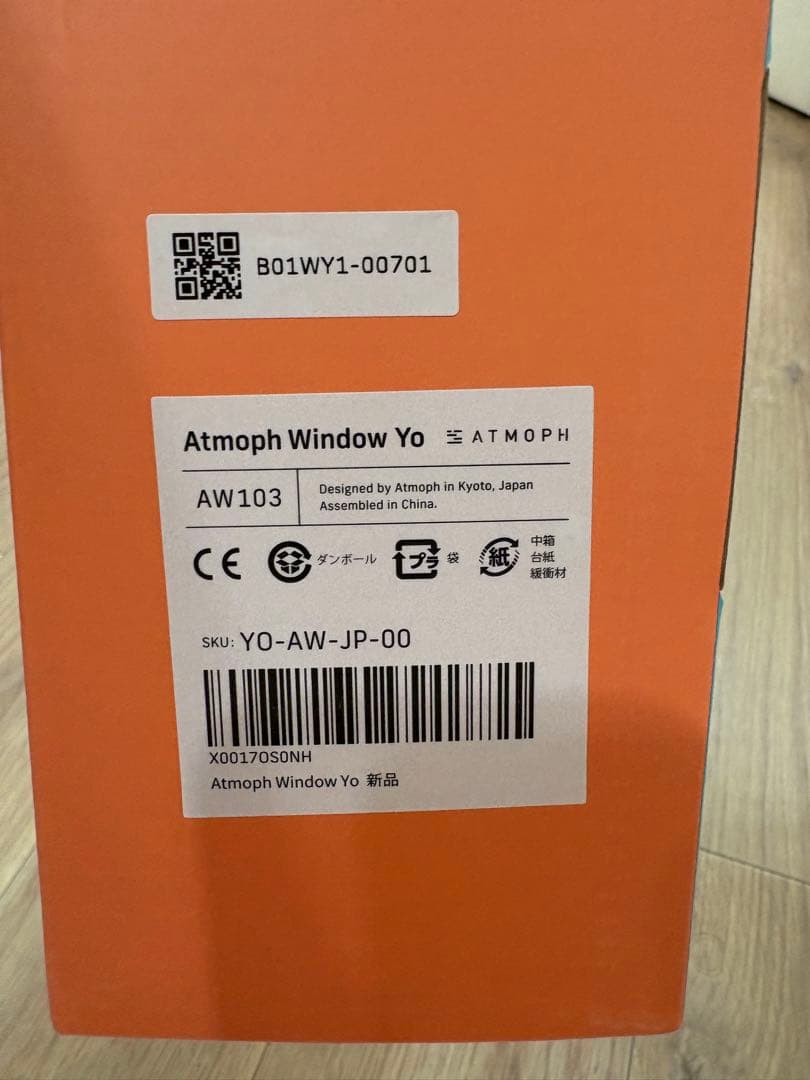 B01WY1-00701
Atmoph Window Yo ATMOPH
AW103
Designed by Atmoph in Kyoto, Japan
Assembled in China.
CE
ダンボール
プラ
袋
紙
中箱
台紙
緩衝材
SKU: YO-AW-JP-00
X0017OS0NH
Atmoph Window Yo 新品